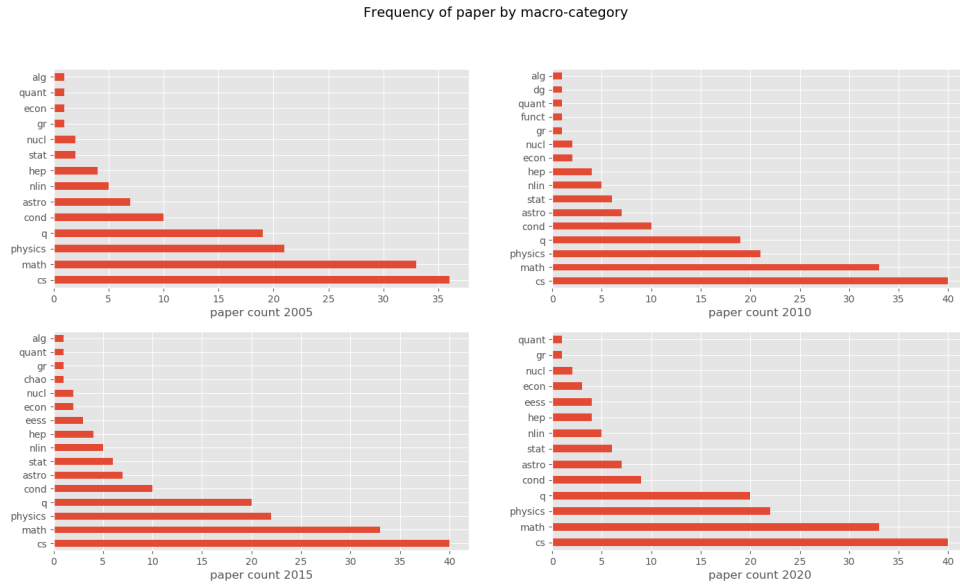 Frequency of paper by macro-category
alg
quant
econ
gr
nucl
stat
hep
nlin
astro
cond
q
physics
math
cs
0 5 10 15 20 25 30 35
paper count 2005
alg
dg
quant
funct
gr
nucl
econ
hep
nlin
stat
astro
cond
q
physics
math
cs
0 5 10 15 20 25 30 35 40
paper count 2010
alg
quant
gr
chao
nucl
econ
eess
hep
nlin
stat
astro
cond
q
physics
math
cs
0 5 10 15 20 25 30 35 40
paper count 2015
quant
gr
nucl
econ
eess
hep
nlin
stat
astro
cond
q
physics
math
cs
0 5 10 15 20 25 30 35 40
paper count 2020